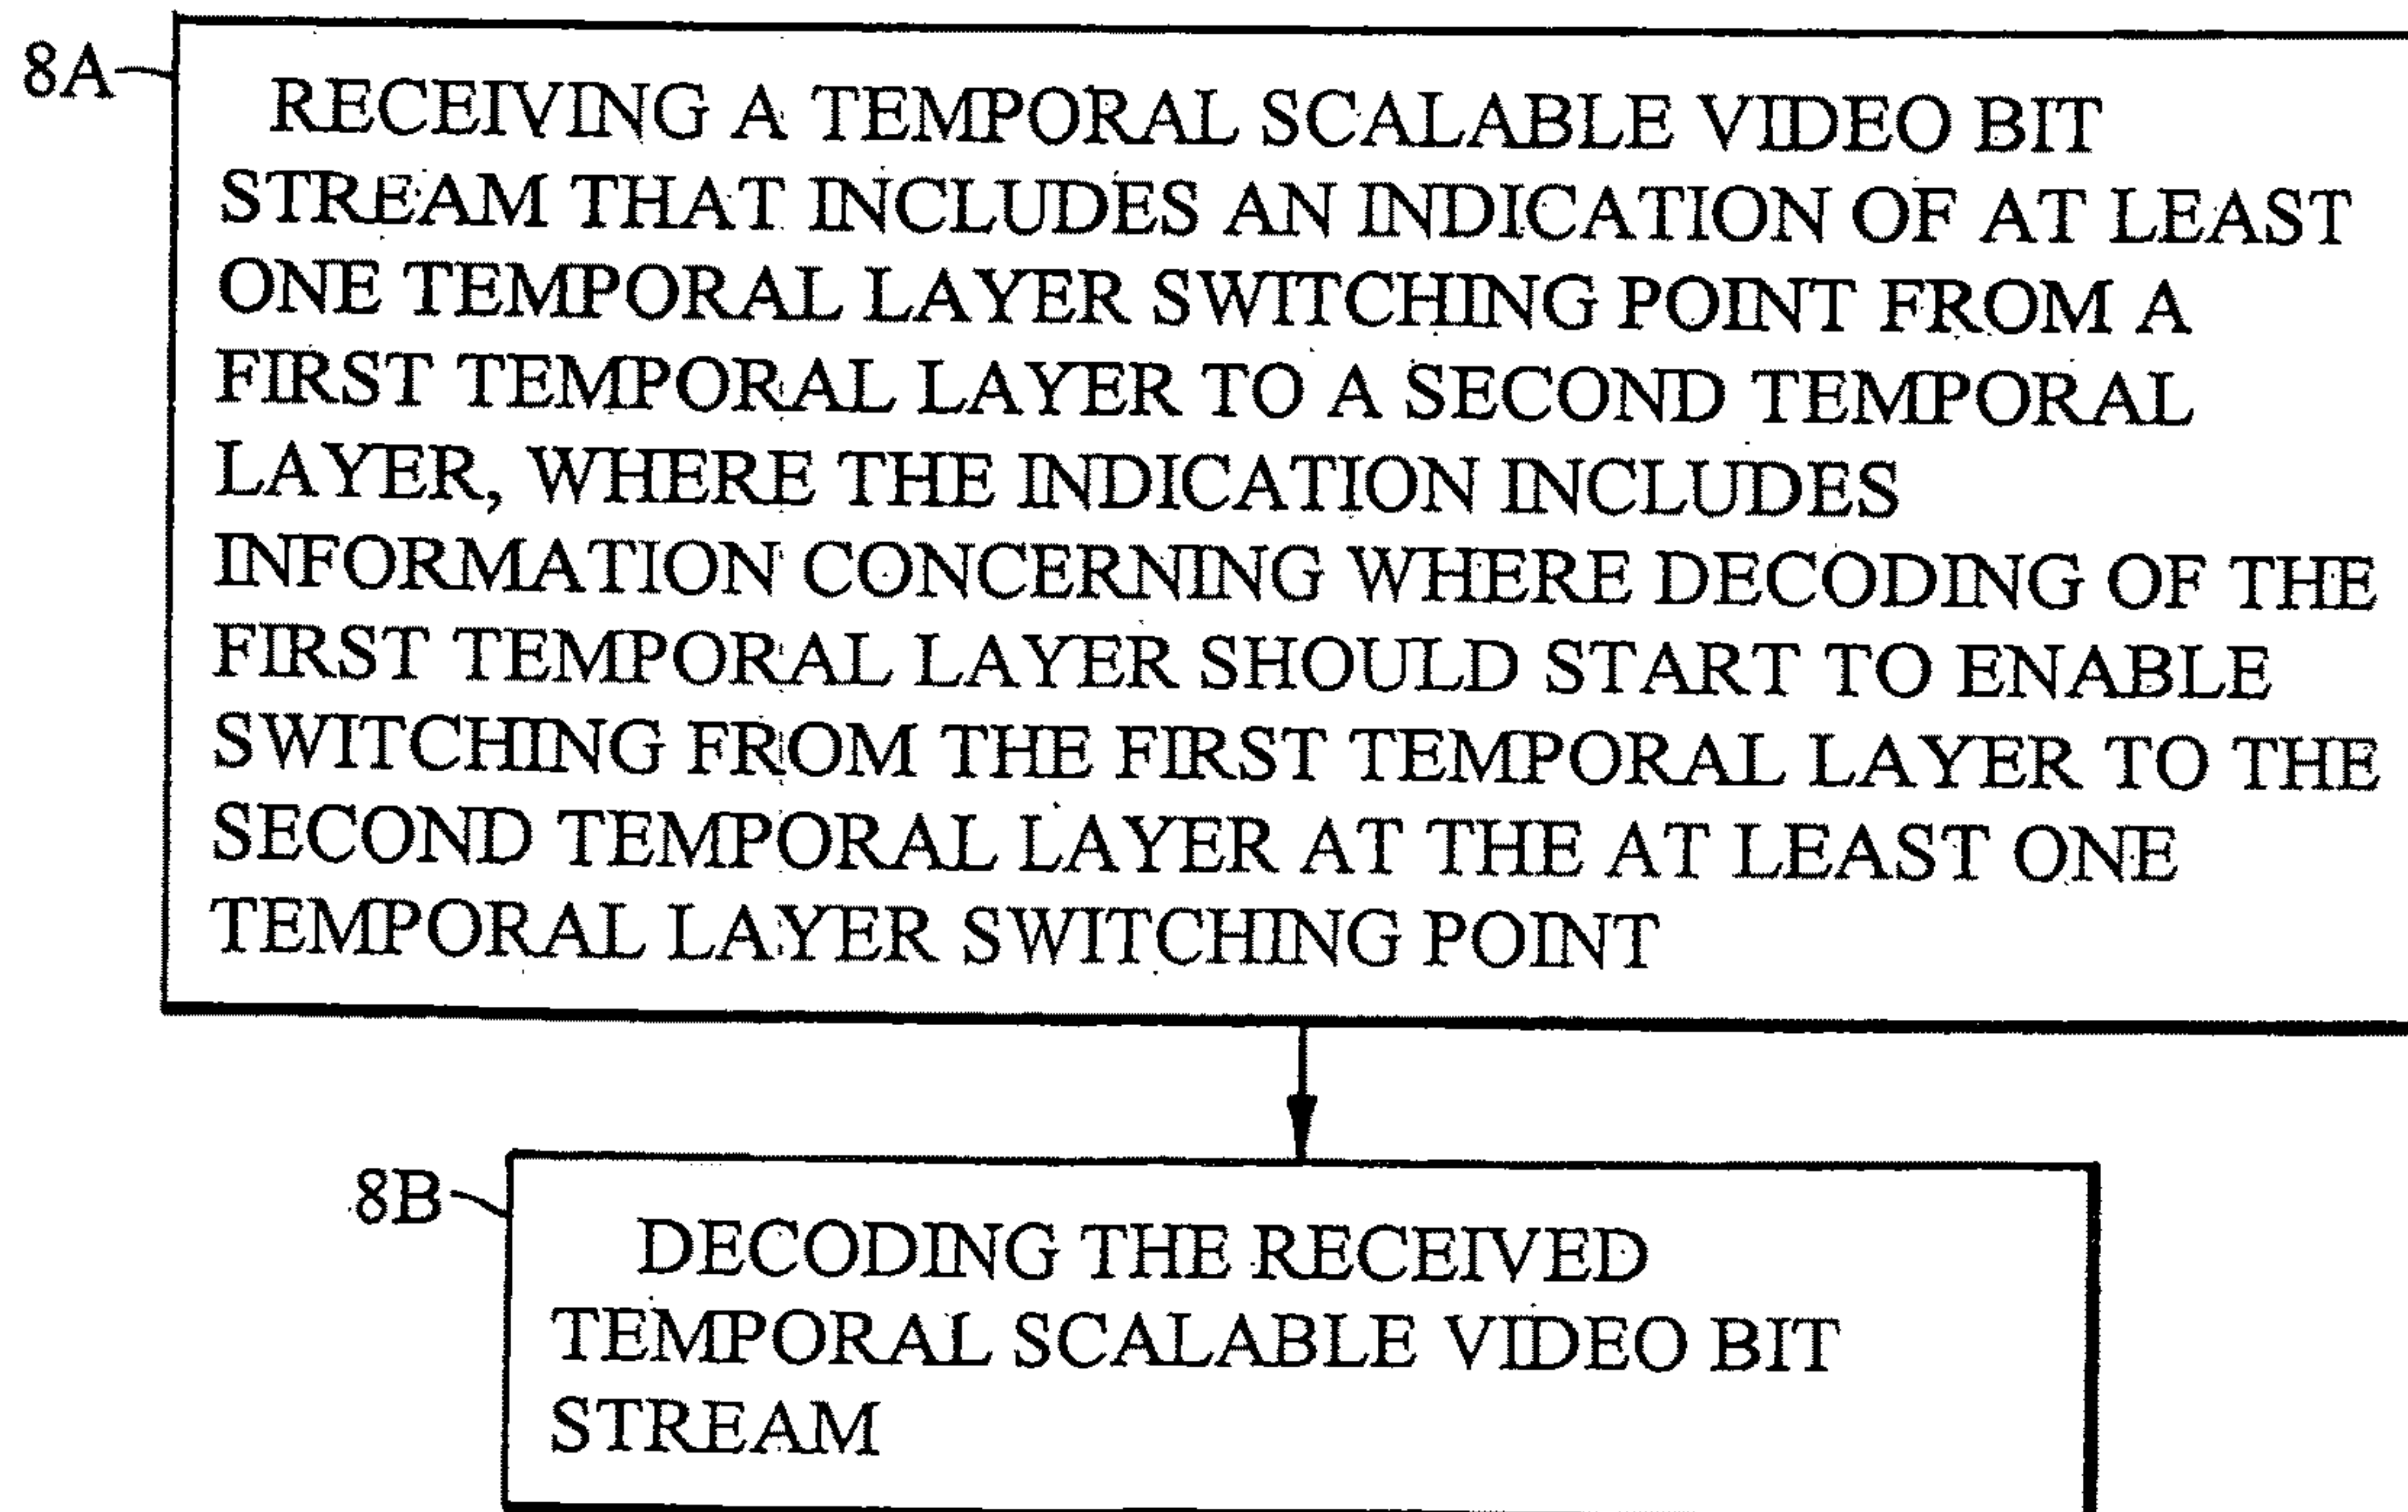 8A
RECEIVING A TEMPORAL SCALABLE VIDEO BIT
STREAM THAT INCLUDES AN INDICATION OF AT LEAST
ONE TEMPORAL LAYER SWITCHING POINT FROM A
FIRST TEMPORAL LAYER TO A SECOND TEMPORAL
LAYER, WHERE THE INDICATION INCLUDES
INFORMATION CONCERNING WHERE DECODING OF THE
FIRST TEMPORAL LAYER SHOULD START TO ENABLE
SWITCHING FROM THE FIRST TEMPORAL LAYER TO THE
SECOND TEMPORAL LAYER AT THE AT LEAST ONE
TEMPORAL LAYER SWITCHING POINT
8B
DECODING THE RECEIVED
TEMPORAL SCALABLE VIDEO BIT
STREAM